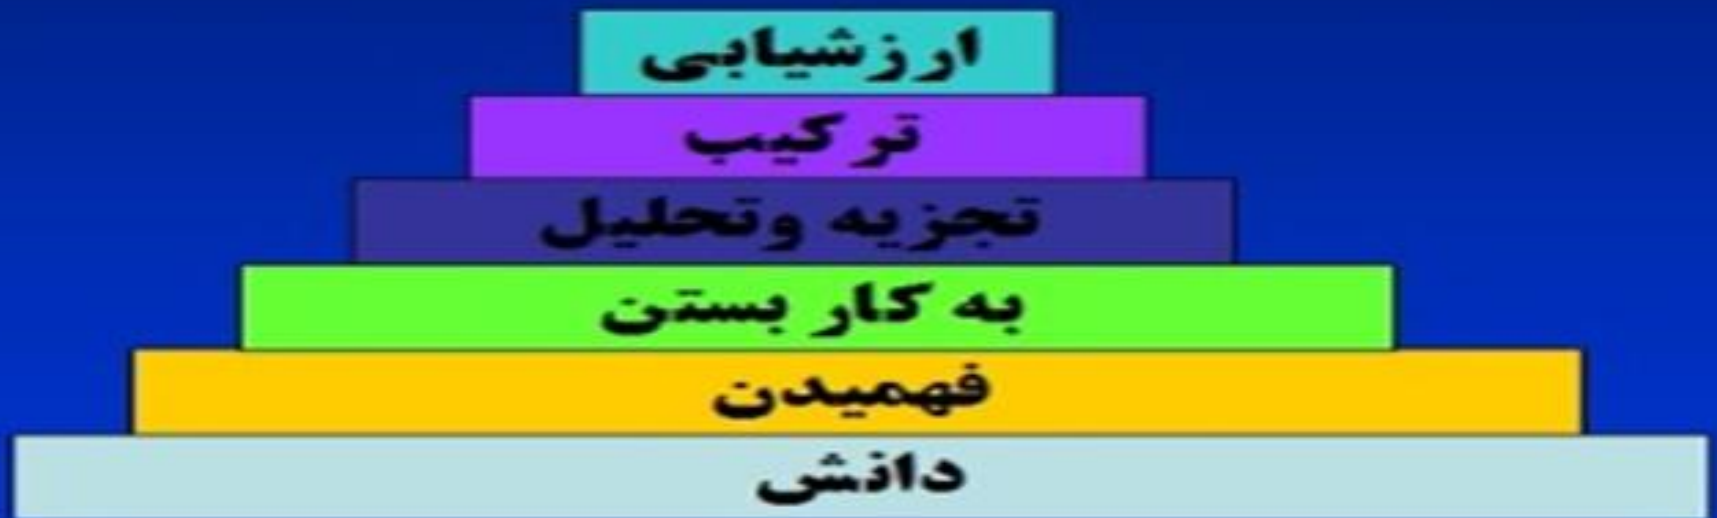 ارزشیابی
ترکیب
تجزیه وتحلیل
به کار بستن
فهمیدن
دانش